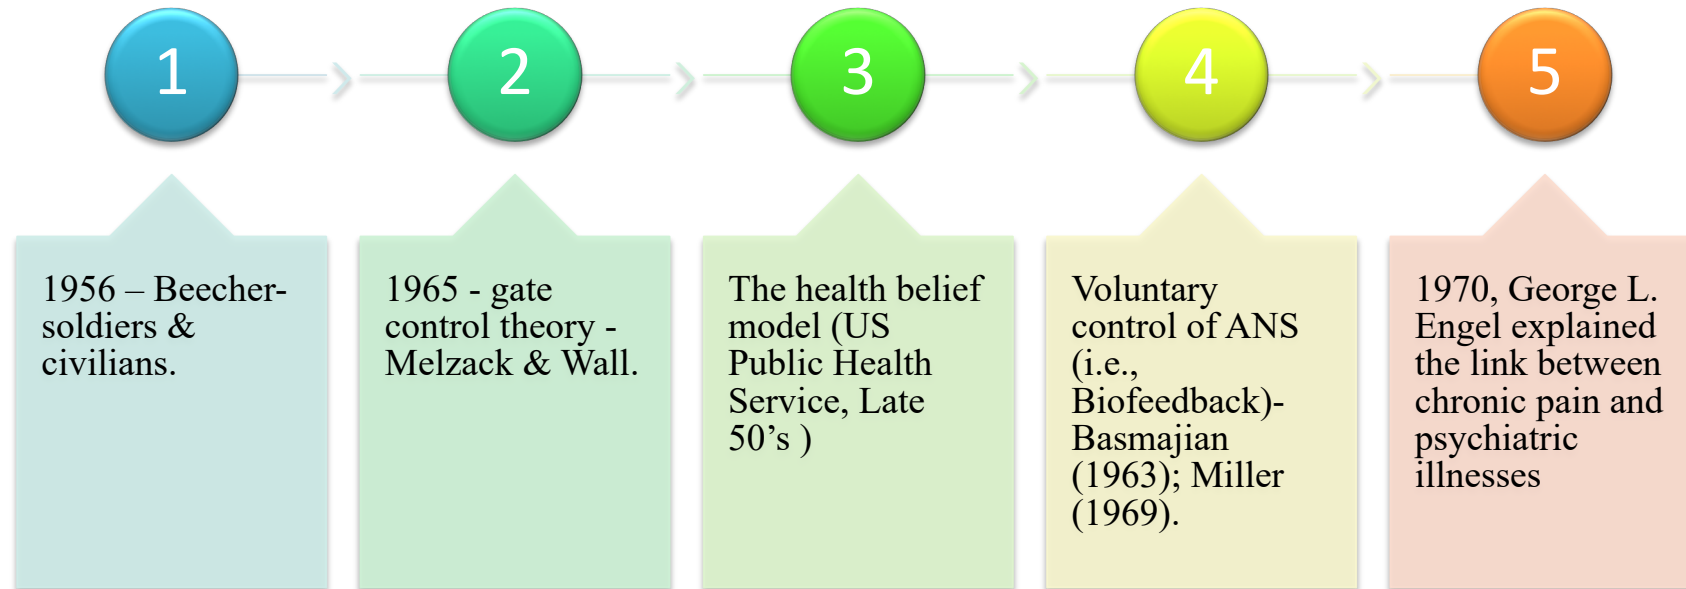 1
2
3
4
5
1956 – Beecher-
soldiers &
civilians.
1965 - gate
control theory -
Melzack & Wall.
The health belief
model (US
Public Health
Service, Late
50’s )
Voluntary
control of ANS
(i.e.,
Biofeedback)-
Basmajian
(1963); Miller
(1969).
1970, George L.
Engel explained
the link between
chronic pain and
psychiatric
illnesses